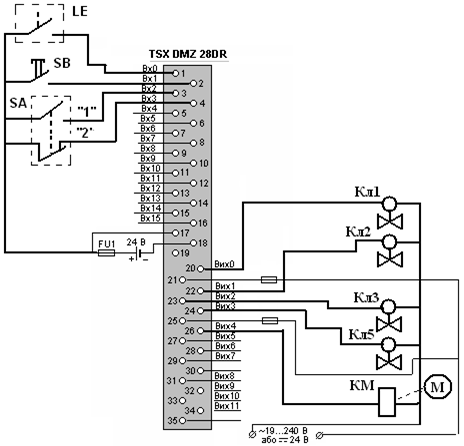 LE
TSX DMZ 28DR
SB
SA
"1"
"2"
Вх0
Вх1
Вх2
Вх3
Вх4
Вх5
Вх6
Вх7
Вх8
Вх9
Вх10
Вх11
Вх12
Вх13
Вх14
Вх15
FU1
24 В
+
−
1
2
3
4
5
6
7
8
9
10
11
12
13
14
15
16
17
18
19
20
21
22
23
24
25
26
27
28
29
30
31
32
33
34
35
Вих0
Вих1
Вих2
Вих3
Вих4
Вих5
Вих6
Вих7
Вих8
Вих9
Вих10
Вих11
Кл1
Кл2
Кл3
Кл5
КМ
М
~19...240 В
або ⎓ 24 В